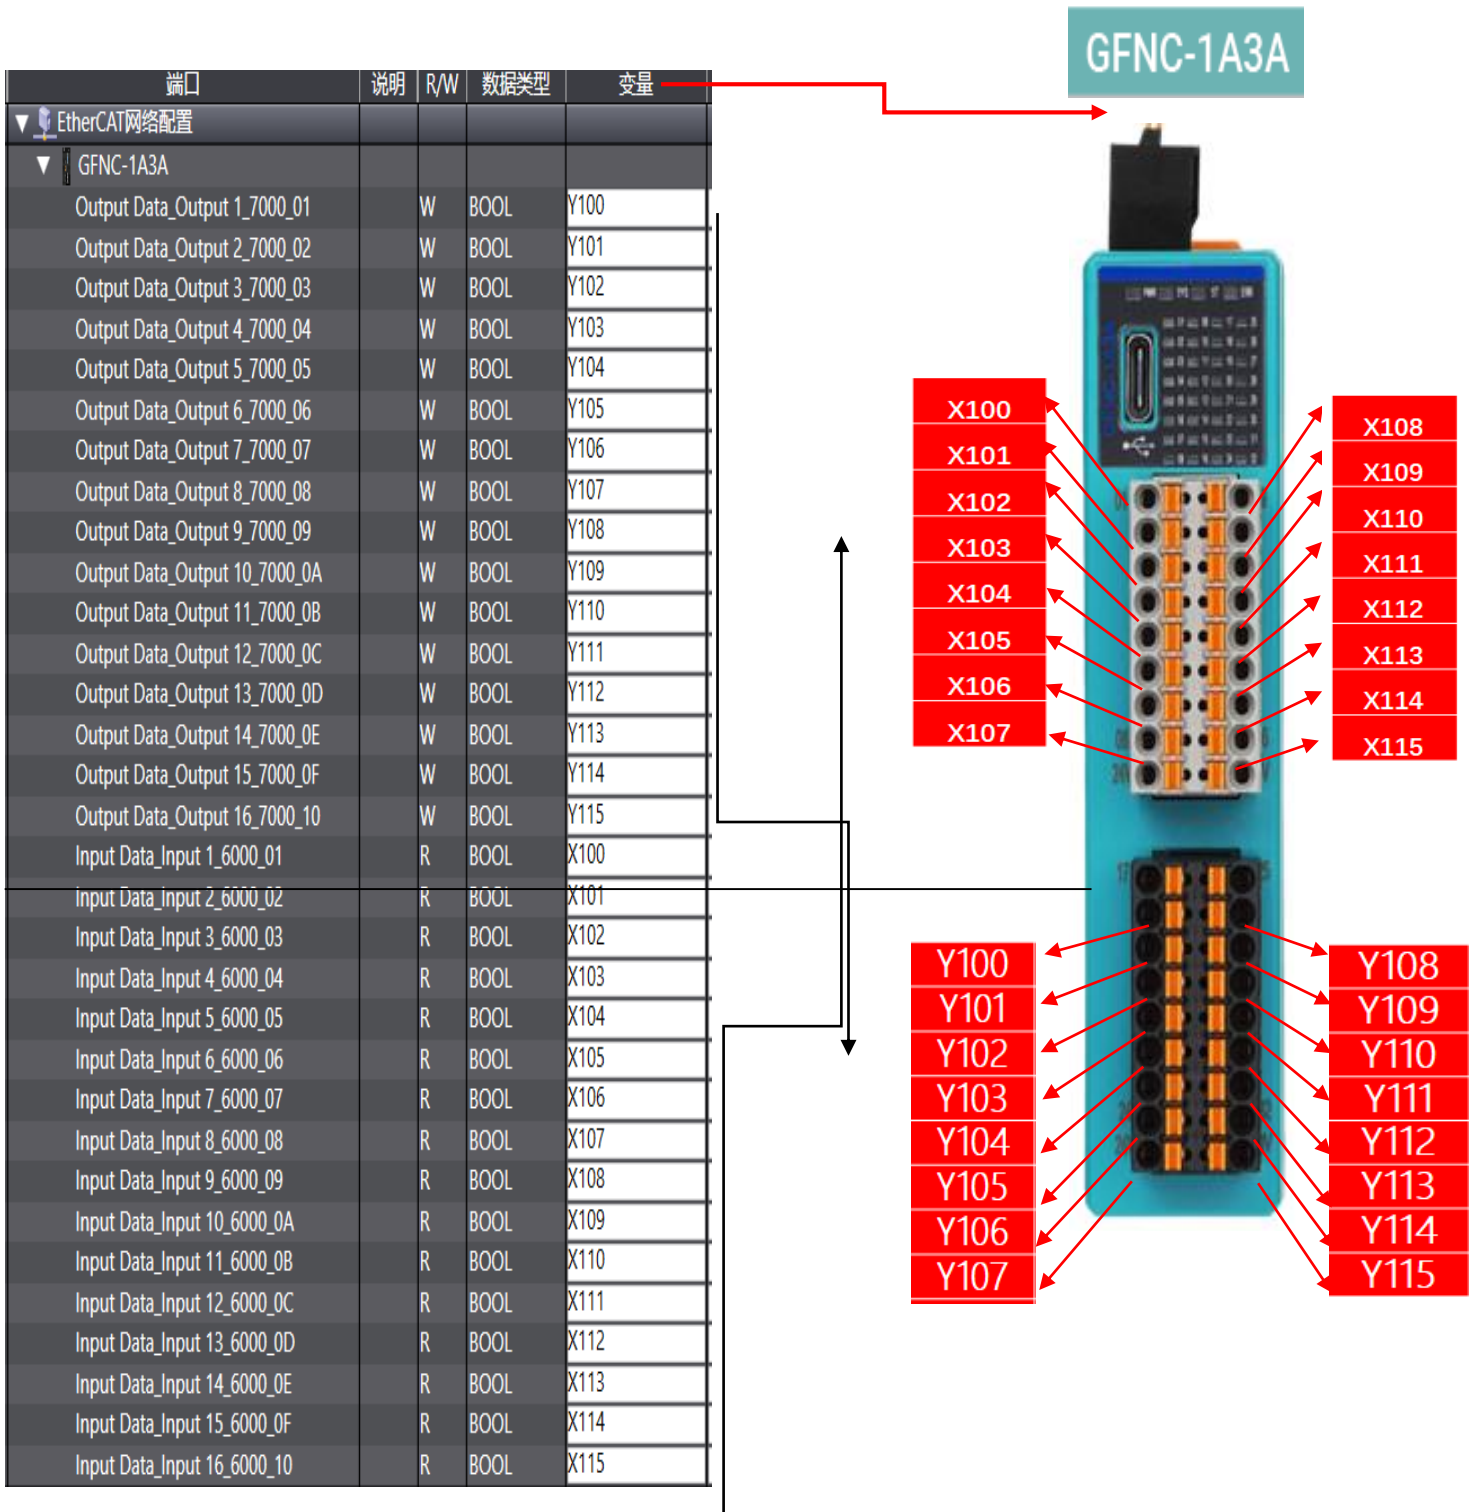 GFNC-1A3A
端口 说明 R/W 数据类型 变量
EtherCAT网络配置
GFNC-1A3A
Output Data_Output 1_7000_01 W BOOL Y100
Output Data_Output 2_7000_02 W BOOL Y101
Output Data_Output 3_7000_03 W BOOL Y102
Output Data_Output 4_7000_04 W BOOL Y103
Output Data_Output 5_7000_05 W BOOL Y104
Output Data_Output 6_7000_06 W BOOL Y105
Output Data_Output 7_7000_07 W BOOL Y106
Output Data_Output 8_7000_08 W BOOL Y107
Output Data_Output 9_7000_09 W BOOL Y108
Output Data_Output 10_7000_0A W BOOL Y109
Output Data_Output 11_7000_0B W BOOL Y110
Output Data_Output 12_7000_0C W BOOL Y111
Output Data_Output 13_7000_0D W BOOL Y112
Output Data_Output 14_7000_0E W BOOL Y113
Output Data_Output 15_7000_0F W BOOL Y114
Output Data_Output 16_7000_10 W BOOL Y115
Input Data_Input 1_6000_01 R BOOL X100
Input Data_Input 2_6000_02 R BOOL X101
Input Data_Input 3_6000_03 R BOOL X102
Input Data_Input 4_6000_04 R BOOL X103
Input Data_Input 5_6000_05 R BOOL X104
Input Data_Input 6_6000_06 R BOOL X105
Input Data_Input 7_6000_07 R BOOL X106
Input Data_Input 8_6000_08 R BOOL X107
Input Data_Input 9_6000_09 R BOOL X108
Input Data_Input 10_6000_0A R BOOL X109
Input Data_Input 11_6000_0B R BOOL X110
Input Data_Input 12_6000_0C R BOOL X111
Input Data_Input 13_6000_0D R BOOL X112
Input Data_Input 14_6000_0E R BOOL X113
Input Data_Input 15_6000_0F R BOOL X114
Input Data_Input 16_6000_10 R BOOL X115
X100
X101
X102
X103
X104
X105
X106
X107
X108
X109
X110
X111
X112
X113
X114
X115
Y100
Y101
Y102
Y103
Y104
Y105
Y106
Y107
Y108
Y109
Y110
Y111
Y112
Y113
Y114
Y115